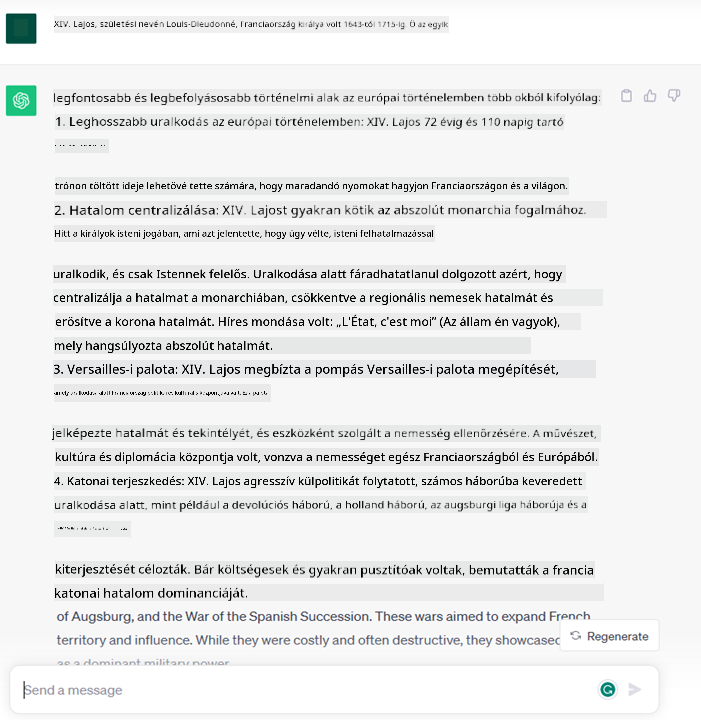 XIV. Lajos, születési nevén Louis-Dieudonné, Franciaország királya volt 1643-tól 1715-ig. Ő az egyik
legfontosabb és legbefolyásosabb történelmi alak az európai történelemben több okból kifolyólag:
1. Leghosszabb uralkodás az európai történelemben: XIV. Lajos 72 évig és 110 napig tartó
trónon töltött ideje lehetővé tette számára, hogy maradandó nyomokat hagyjon Franciaországon és a világon.
2. Hatalom centralizálása: XIV. Lajost gyakran kötik az abszolút monarchia fogalmához.
Hitt a királyok isteni jogában, ami azt jelentette, hogy úgy vélte, isteni felhatalmazással
uralkodik, és csak Istennek felelős. Uralkodása alatt fáradhatatlanul dolgozott azért, hogy
centralizálja a hatalmat a monarchiában, csökkentve a regionális nemesek hatalmát és
erősítve a korona hatalmát. Híres mondása volt: „L'État, c'est moi” (Az állam én vagyok),
mely hangsúlyozta abszolút hatalmát.
3. Versailles-i palota: XIV. Lajos megbízta a pompás Versailles-i palota megépítését,
jelképezte hatalmát és tekintélyét, és eszközként szolgált a nemesség ellenőrzésére. A művészet,
kultúra és diplomácia központja volt, vonzva a nemességet egész Franciaországból és Európából.
4. Katonai terjeszkedés: XIV. Lajos agresszív külpolitikát folytatott, számos háborúba keveredett
uralkodása alatt, mint például a devolúciós háború, a holland háború, az augsburgi liga háborúja és a
kiterjesztését célozták. Bár költségesek és gyakran pusztítóak voltak, bemutatták a francia
katonai hatalom dominanciáját.
of Augsburg, and the War of the Spanish Succession. These wars aimed to expand French
territory and influence. While they were costly and often destructive, they showcased
Regenerate
as a dominant military power.
Send a message